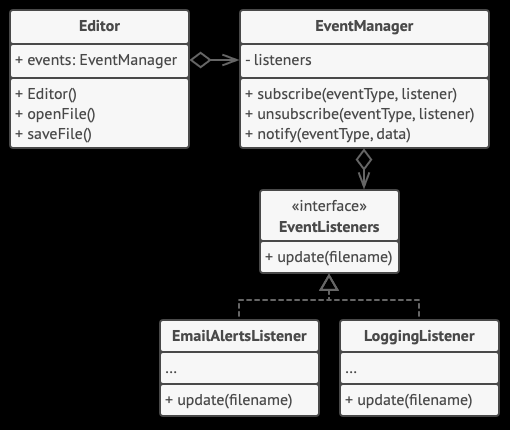 Editor
+ events: EventManager
+ Editor()
+ openFile()
+ saveFile()
EventManager
- listeners
+ subscribe(eventType, listener)
+ unsubscribe(eventType, listener)
+ notify(eventType, data)
«interface»
EventListeners
+ update(filename)
EmailAlertsListener
...
+ update(filename)
LoggingListener
...
+ update(filename)